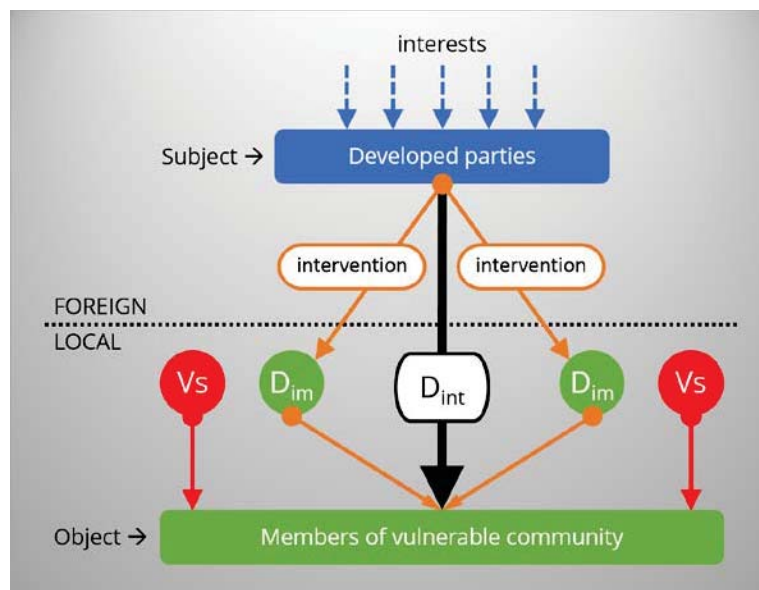 interests
Subject → Developed parties
intervention intervention
FOREIGN
LOCAL
Vs Dim Dint Dim Vs
Object → Members of vulnerable community